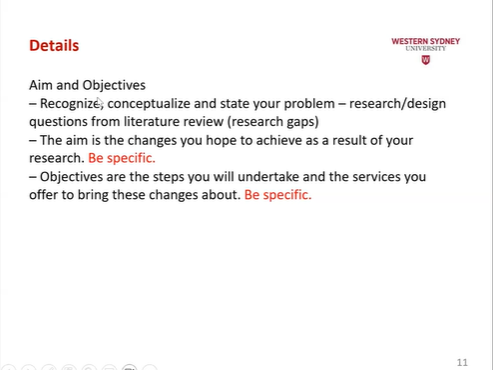 Details
WESTERN SYDNEY
UNIVERSITY
W
Aim and Objectives
– Recognize, conceptualize and state your problem – research/design
questions from literature review (research gaps)
– The aim is the changes you hope to achieve as a result of your
research. Be specific.
– Objectives are the steps you will undertake and the services you
offer to bring these changes about. Be specific.
11